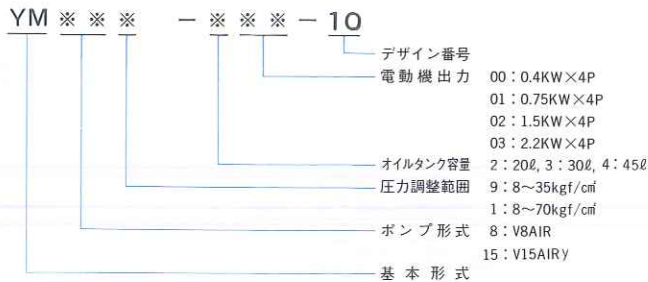 YM ※ ※ ※ － ※ ※※－10
デザイン番号
電動機出力 00：0.4KW×4P
01：0.75KW×4P
02：1.5KW×4P
03：2.2KW×4P
オイルタンク容量 2：20ℓ, 3：30ℓ, 4：45ℓ
圧力調整範囲 9：8～35kgf/c㎡
1：8～70kgf/c㎡
ポンプ形式 8：V8AIR
15：V15AIRy
基本形式